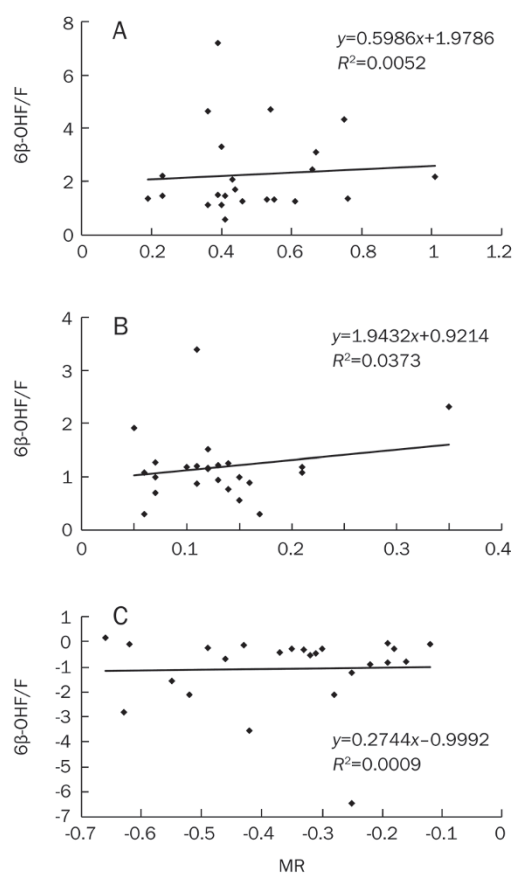 A
y=0.5986x+1.9786
R²=0.0052
6β-OHF/F
8
6
4
2
0
0 0.2 0.4 0.6 0.8 1 1.2
B
y=1.9432x+0.9214
R²=0.0373
6β-OHF/F
4
3
2
1
0
0 0.1 0.2 0.3 0.4
C
6β-OHF/F
1
0
-1
-2
-3
-4
-5
-6
-7
y=0.2744x–0.9992
R²=0.0009
-0.7 -0.6 -0.5 -0.4 -0.3 -0.2 -0.1 0
MR